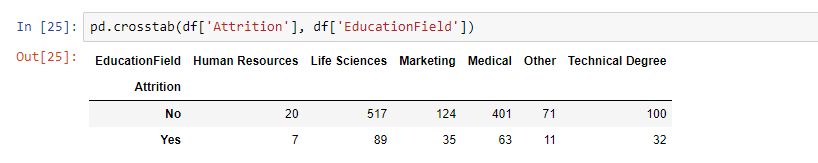 In [25]: pd.crosstab(df['Attrition'], df['EducationField'])
Out[25]: EducationField Human Resources Life Sciences Marketing Medical Other Technical Degree
Attrition
No 20 517 124 401 71 100
Yes 7 89 35 63 11 32